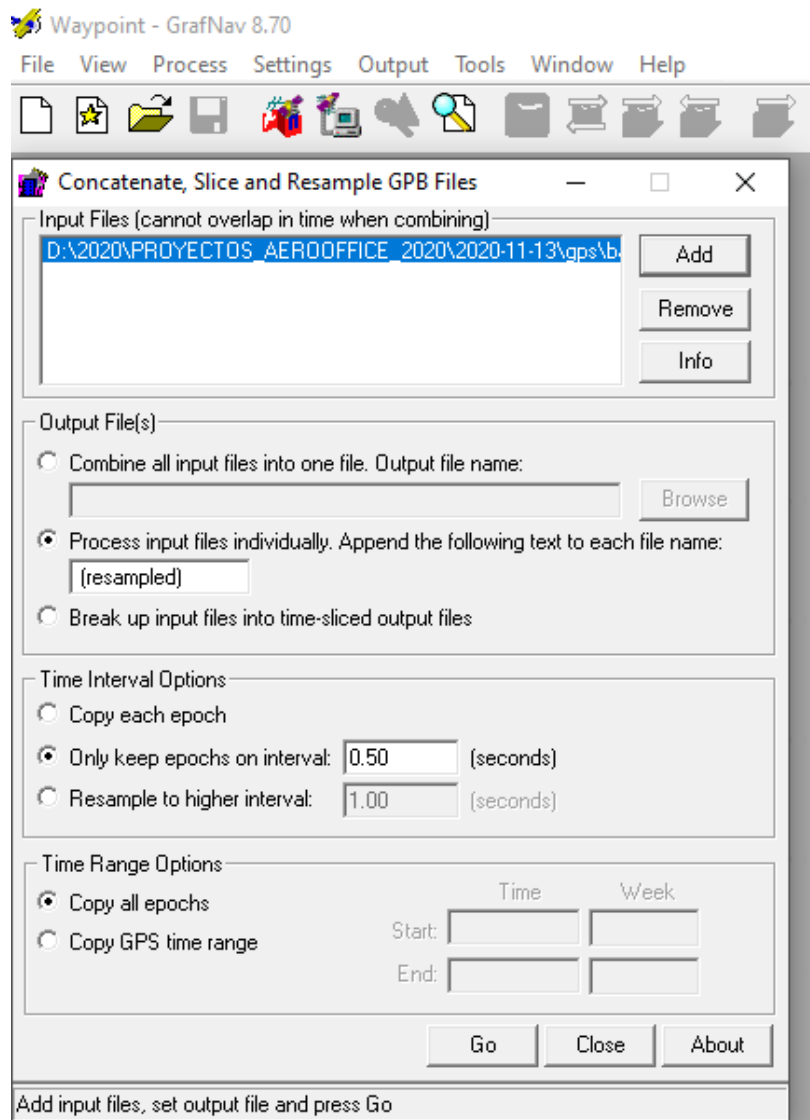 Waypoint - GrafNav 8.70
File View Process Settings Output Tools Window Help
Concatenate, Slice and Resample GPB Files
Input Files (cannot overlap in time when combining)
D:\2020\PROYECTOS_AEROOFFICE_2020\2020-11-13\gps\ba
Add
Remove
Info
Output File(s)
Combine all input files into one file. Output file name:
Browse
Process input files individually. Append the following text to each file name:
(resampled)
Break up input files into time-sliced output files
Time Interval Options
Copy each epoch
Only keep epochs on interval: 0.50 (seconds)
Resample to higher interval: 1.00 (seconds)
Time Range Options
Time Week
Copy all epochs
Start:
Copy GPS time range
End:
Go Close About
Add input files, set output file and press Go